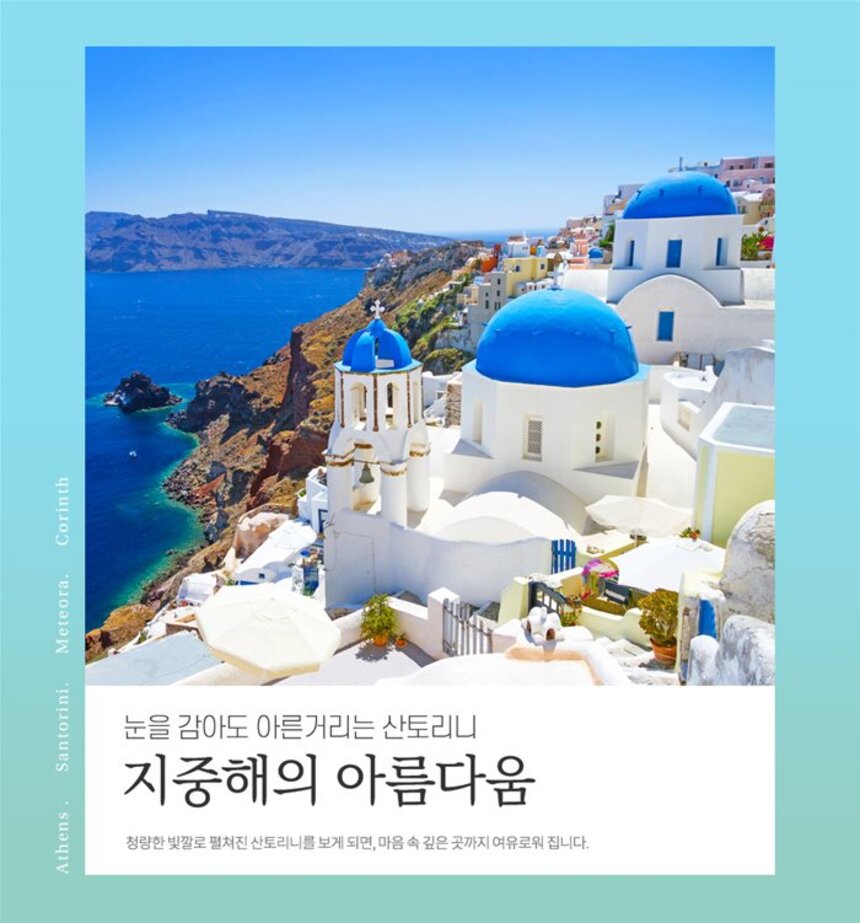 눈을 감아도 아른거리는 산토리니
지중해의 아름다움
청량한 빛깔로 펼쳐진 산토리니를 보게 되면, 마음 속 깊은 곳까지 여유로워 집니다.
Athens . Santorini. Meteora. Corinth